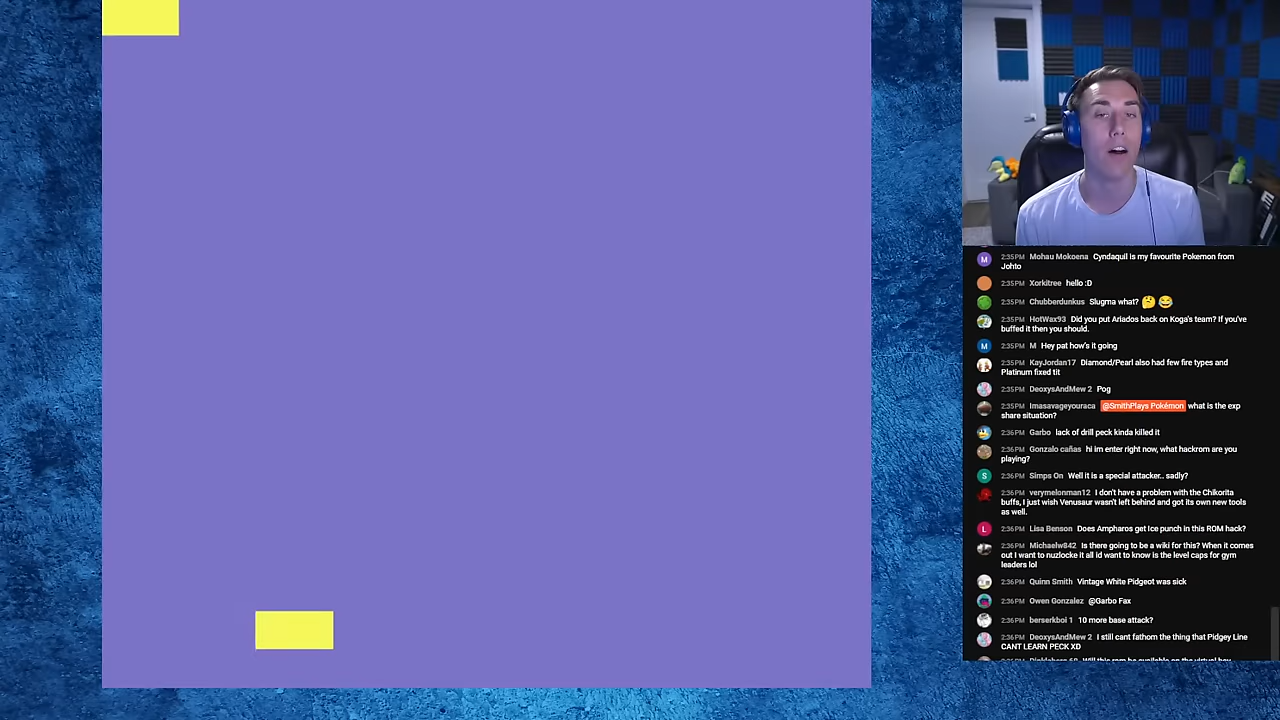 2:35PM Mohau Mokoena Cyndaquil is my favourite Pokemon from
Johto
2:35PM Xorkitree hello :D
2:35PM Chubberdunkus Slugma what? 🤔😂
2:35PM HotWax93 Did you put Ariados back on Koga's team? If you've
buffed it then you should.
M 2:35PM M Hey pat how's it going
2:35PM KayJordan17 Diamond/Pearl also had few fire types and
Platinum fixed tit
2:35PM DeoxysAndMew 2 Pog
2:35PM Imasavageyouraca @SmithPlays Pokémon what is the exp
share situation?
2:36PM Garbo lack of drill peck kinda killed it
2:36PM Gonzalo cañas hi im enter right now, what hackrom are you
playing?
S 2:36PM Simps On Well it is a special attacker.. sadly?
2:36PM verymelonman12 I don't have a problem with the Chikorita
buffs, I just wish Venusaur wasn't left behind and got its own new tools
as well.
L 2:36PM Lisa Benson Does Ampharos get Ice punch in this ROM hack?
2:36PM Michaelw842 Is there going to be a wiki for this? When it comes
out I want to nuzlocke it all id want to know is the level caps for gym
leaders lol
2:36PM Quinn Smith Vintage White Pidgeot was sick
2:36PM Owen Gonzalez @Garbo Fax
2:36PM berserkboi 1 10 more base attack?
2:36PM DeoxysAndMew 2 I still cant fathom the thing that Pidgey Line
CANT LEARN PECK XD